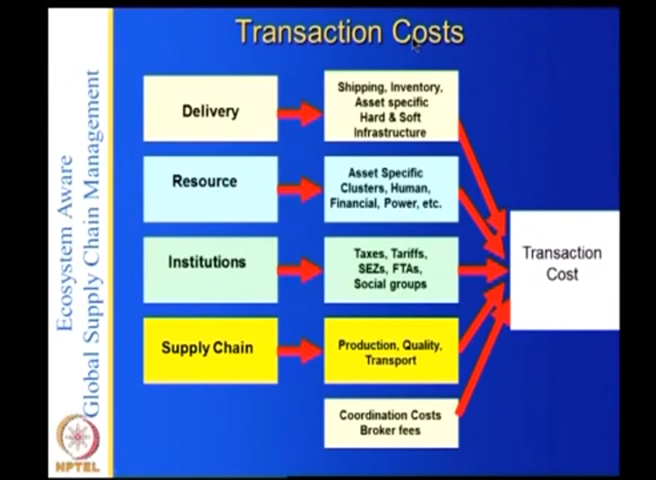 Transaction Costs
Ecosystem Aware
Global Supply Chain Management
Delivery
Shipping, Inventory,
Asset specific
Hard & Soft
Infrastructure
Resource
Asset Specific
Clusters, Human,
Financial, Power, etc.
Institutions
Taxes, Tariffs,
SEZs, FTAs,
Social groups
Supply Chain
Production, Quality,
Transport
Coordination Costs
Broker fees
Transaction
Cost
NPTEL